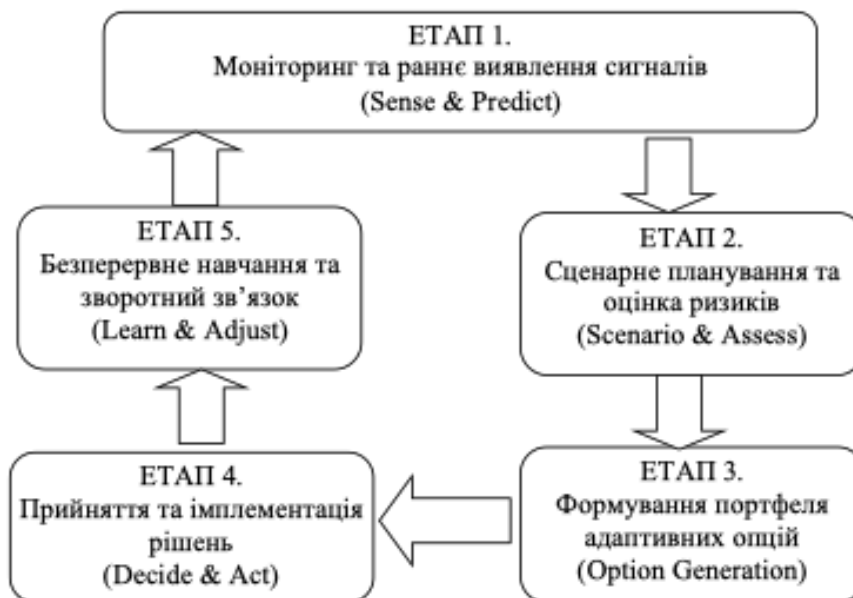 ЕТАП 1.
Моніторинг та раннє виявлення сигналів
(Sense & Predict)
ЕТАП 2.
Сценарне планування та
оцінка ризиків
(Scenario & Assess)
ЕТАП 3.
Формування портфеля
адаптивних опцій
(Option Generation)
ЕТАП 4.
Прийняття та імплементація
рішень
(Decide & Act)
ЕТАП 5.
Безперервне навчання та
зворотний зв’язок
(Learn & Adjust)